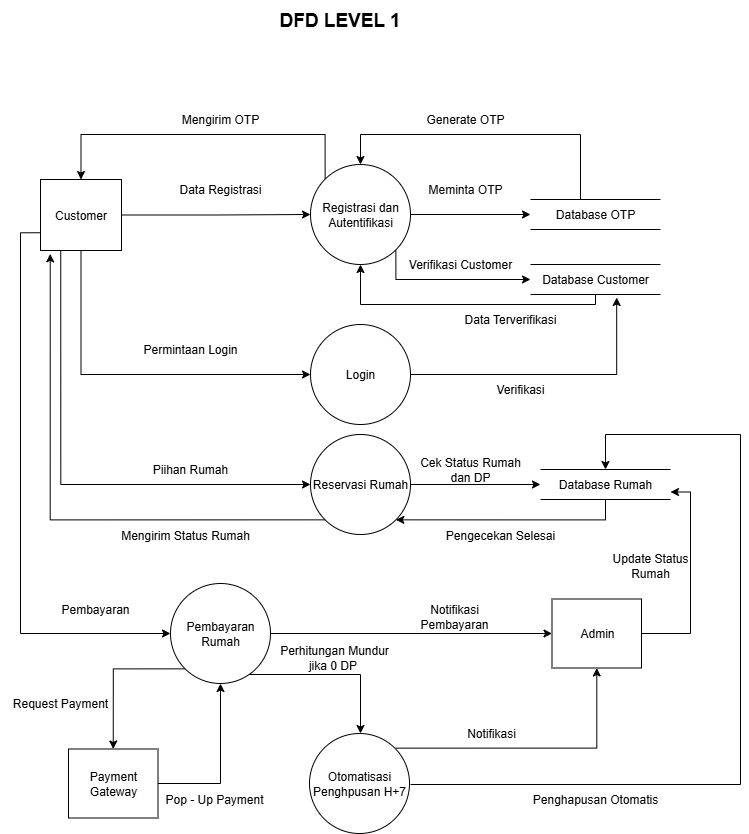 DFD LEVEL 1
Mengirim OTP
Generate OTP
Customer
Data Registrasi
Registrasi dan
Autentifikasi
Meminta OTP
Database OTP
Verifikasi Customer
Database Customer
Data Terverifikasi
Permintaan Login
Login
Verifikasi
Piihan Rumah
Reservasi Rumah
Cek Status Rumah
dan DP
Database Rumah
Mengirim Status Rumah
Pengecekan Selesai
Update Status
Rumah
Pembayaran
Pembayaran
Rumah
Notifikasi
Pembayaran
Admin
Perhitungan Mundur
jika 0 DP
Request Payment
Notifikasi
Payment
Gateway
Pop - Up Payment
Otomatisasi
Penghpusan H+7
Penghapusan Otomatis